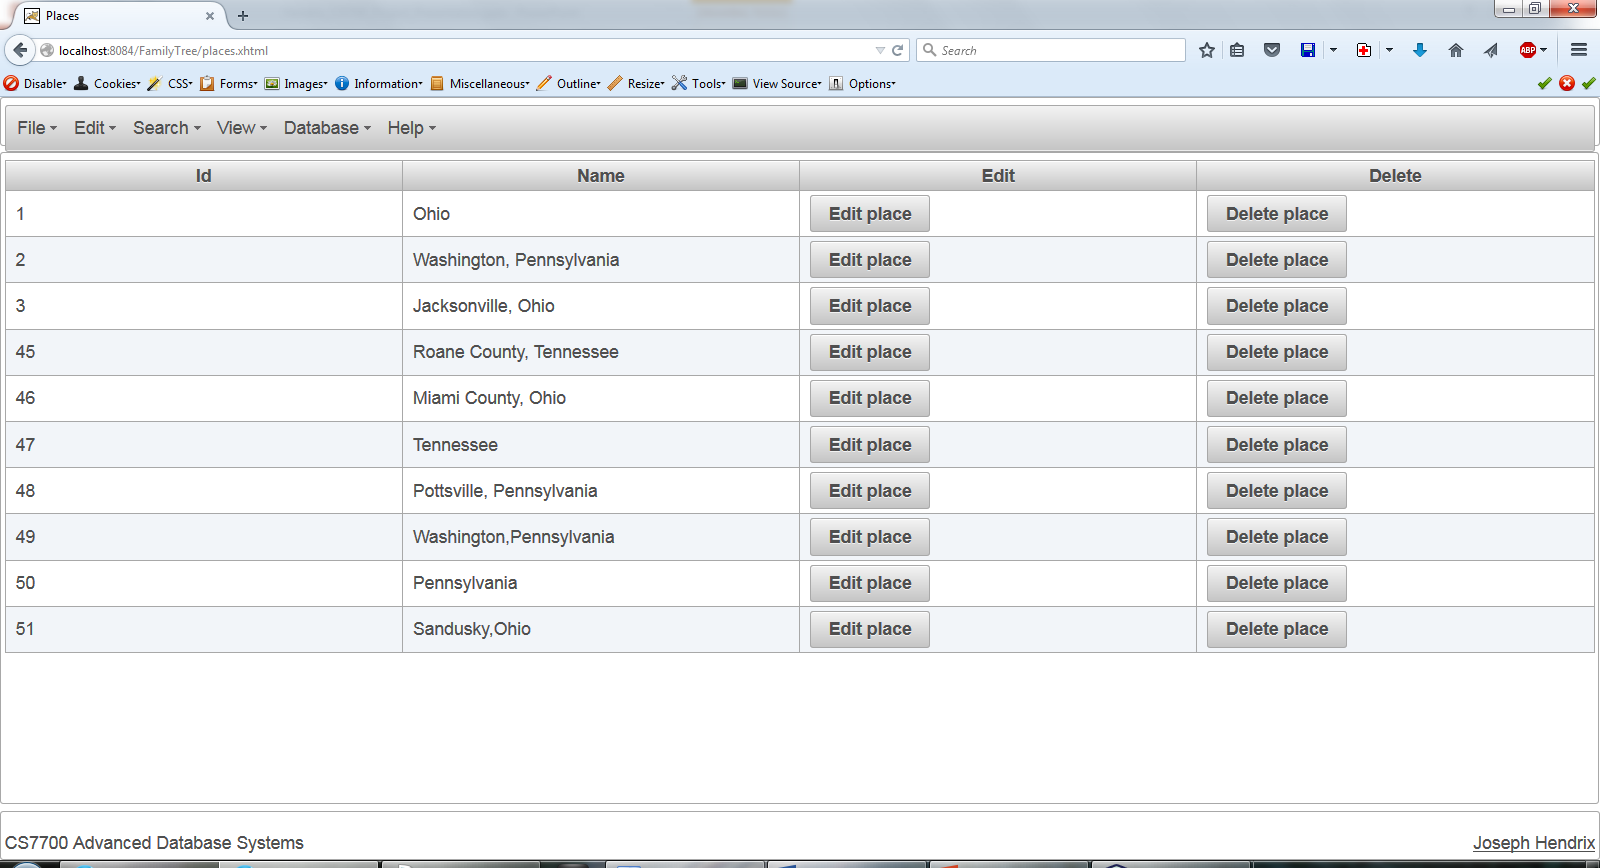 Places
localhost:8084/FamilyTree/places.xhtml
Search
ABP
Disable Cookies CSS Forms Images Information Miscellaneous Outline Resize Tools View Source Options
File Edit Search View Database Help
Id Name Edit Delete
1 Ohio Edit place Delete place
2 Washington, Pennsylvania Edit place Delete place
3 Jacksonville, Ohio Edit place Delete place
45 Roane County, Tennessee Edit place Delete place
46 Miami County, Ohio Edit place Delete place
47 Tennessee Edit place Delete place
48 Pottsville, Pennsylvania Edit place Delete place
49 Washington,Pennsylvania Edit place Delete place
50 Pennsylvania Edit place Delete place
51 Sandusky,Ohio Edit place Delete place
CS7700 Advanced Database Systems Joseph Hendrix